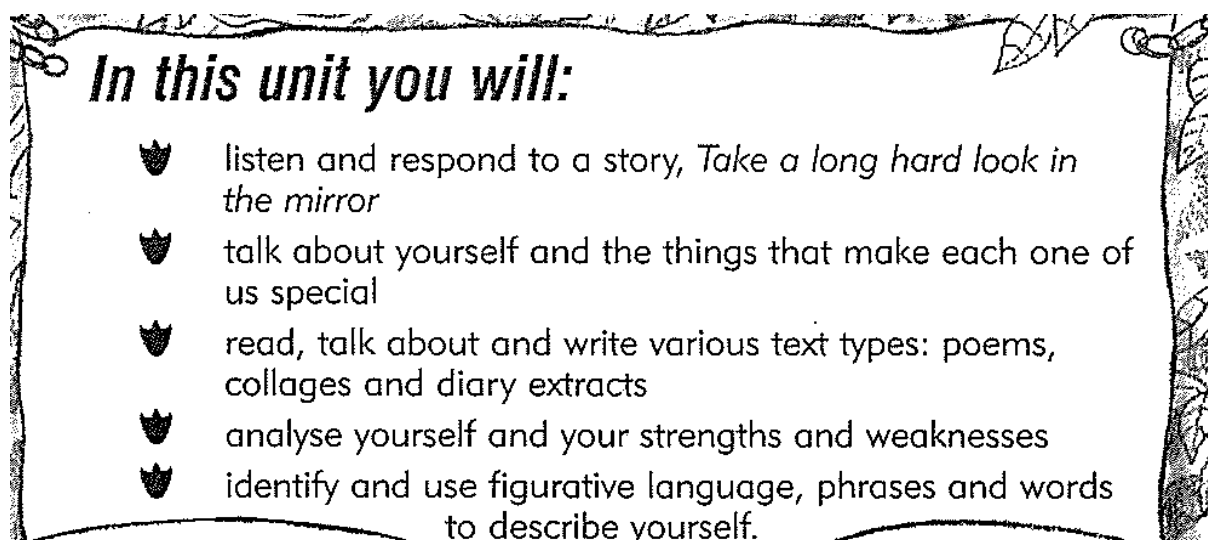 In this unit you will:
listen and respond to a story, Take a long hard look in
the mirror
talk about yourself and the things that make each one of
us special
read, talk about and write various text types: poems,
collages and diary extracts
analyse yourself and your strengths and weaknesses
identify and use figurative language, phrases and words
to describe yourself.